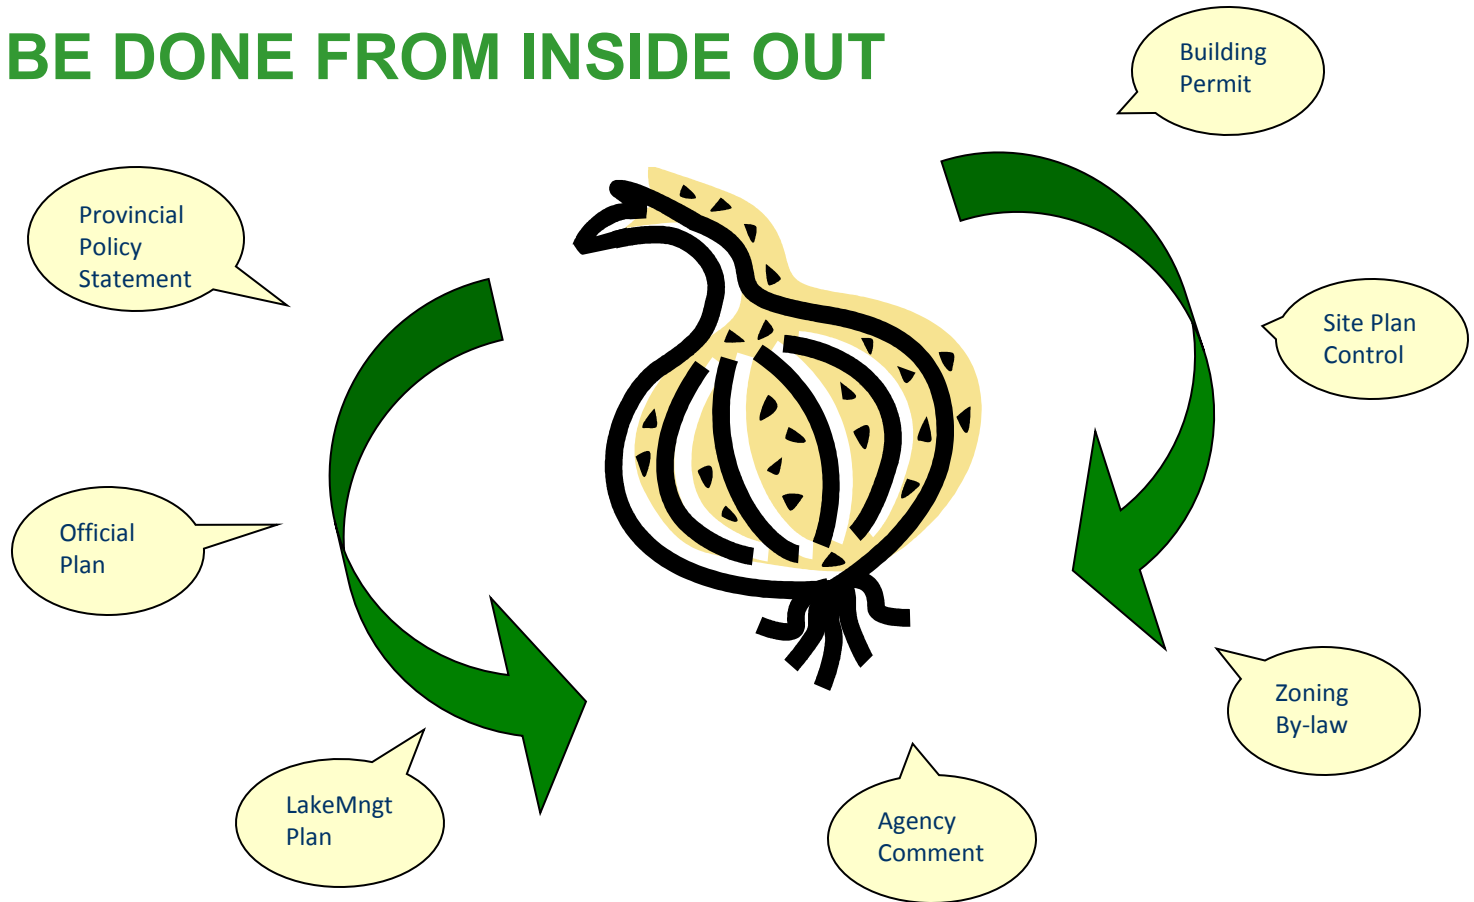 BE DONE FROM INSIDE OUT
Building
Permit
Provincial
Policy
Statement
Site Plan
Control
Official
Plan
Zoning
By-law
LakeMngt
Plan
Agency
Comment